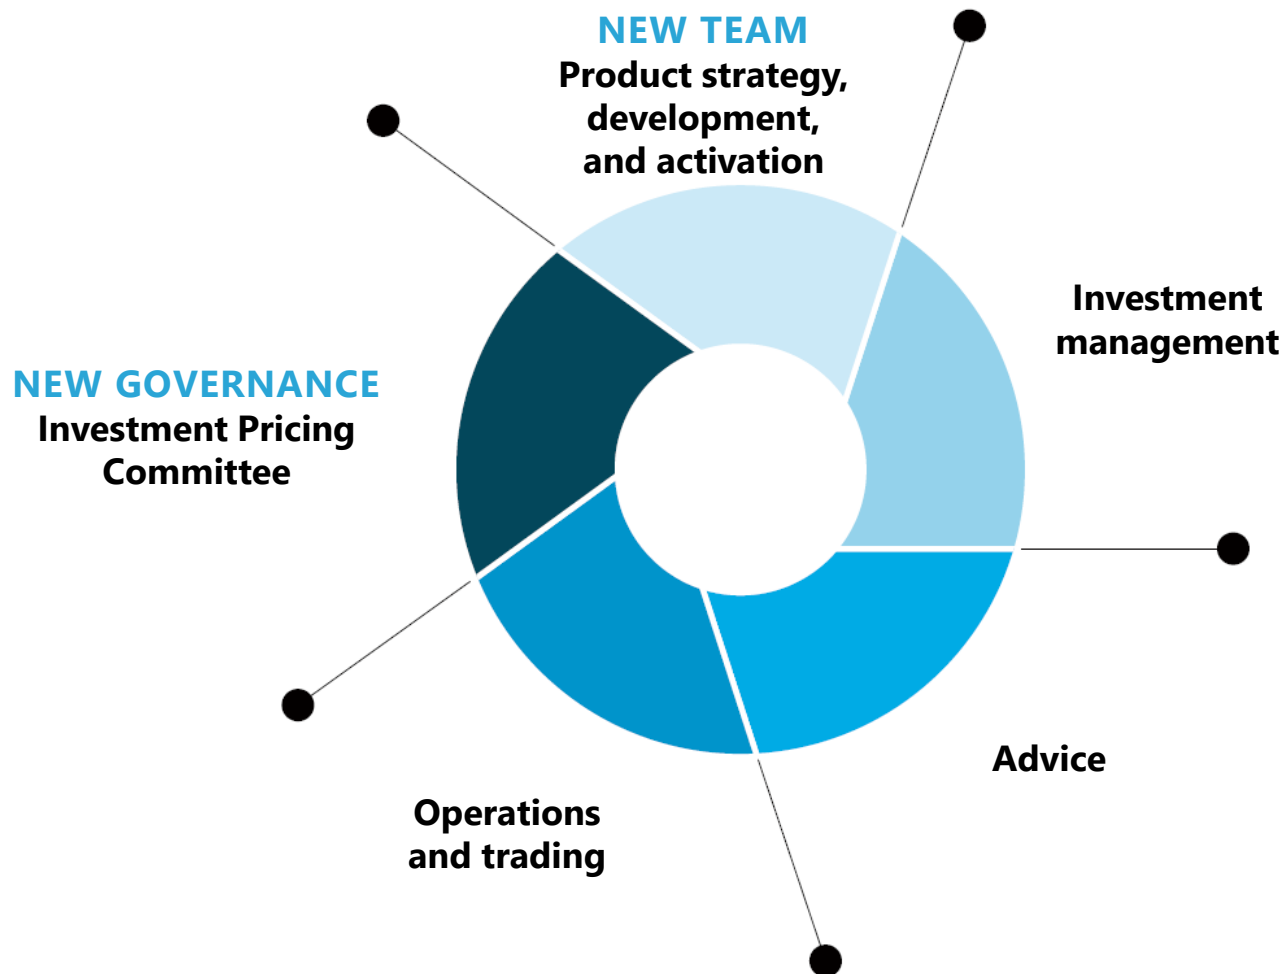 NEW TEAM
Product strategy,
development,
and activation
Investment
management
NEW GOVERNANCE
Investment Pricing
Committee
Advice
Operations
and trading